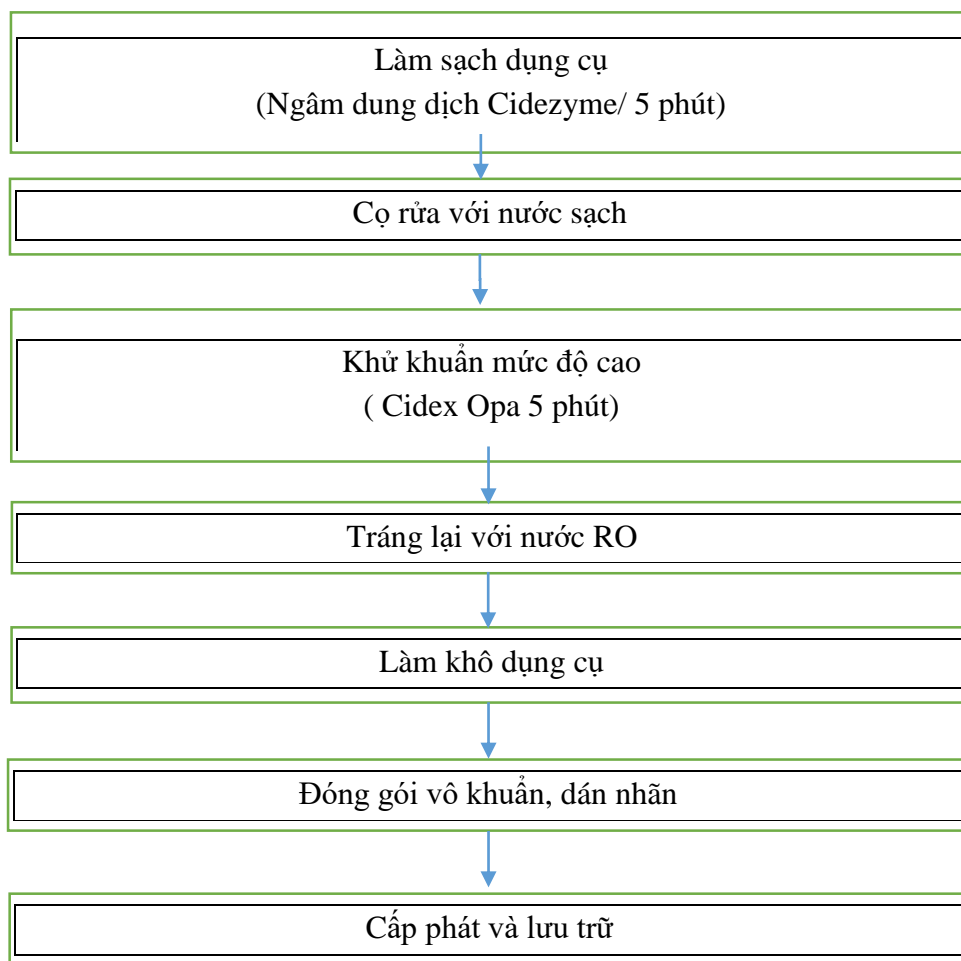 Làm sạch dụng cụ
(Ngâm dung dịch Cidezyme/ 5 phút)
Cọ rửa với nước sạch
Khử khuẩn mức độ cao
( Cidex Opa 5 phút)
Tráng lại với nước RO
Làm khô dụng cụ
Đóng gói vô khuẩn, dán nhãn
Cấp phát và lưu trữ